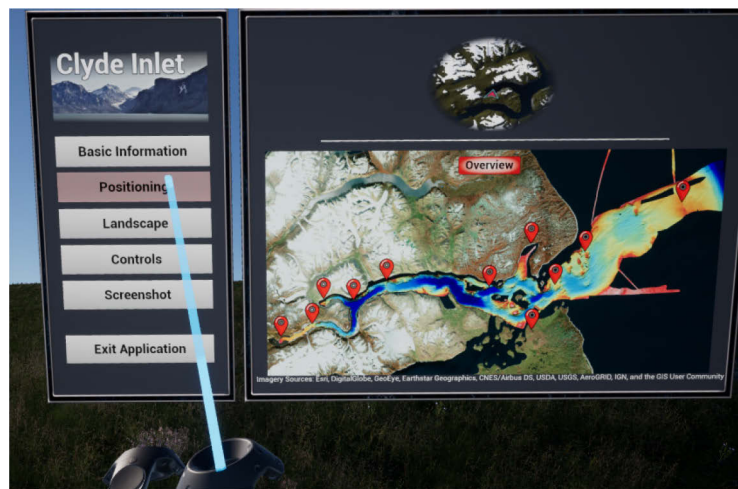 Clyde Inlet
Basic Information
Positioning
Landscape
Controls
Screenshot
Exit Application
Overview
Imagery Sources: Esri, DigitalGlobe, GeoEye, Earthstar Geographics, CNES/Airbus DS, USDA, USGS, AeroGRID, IGN, and the GIS User Community